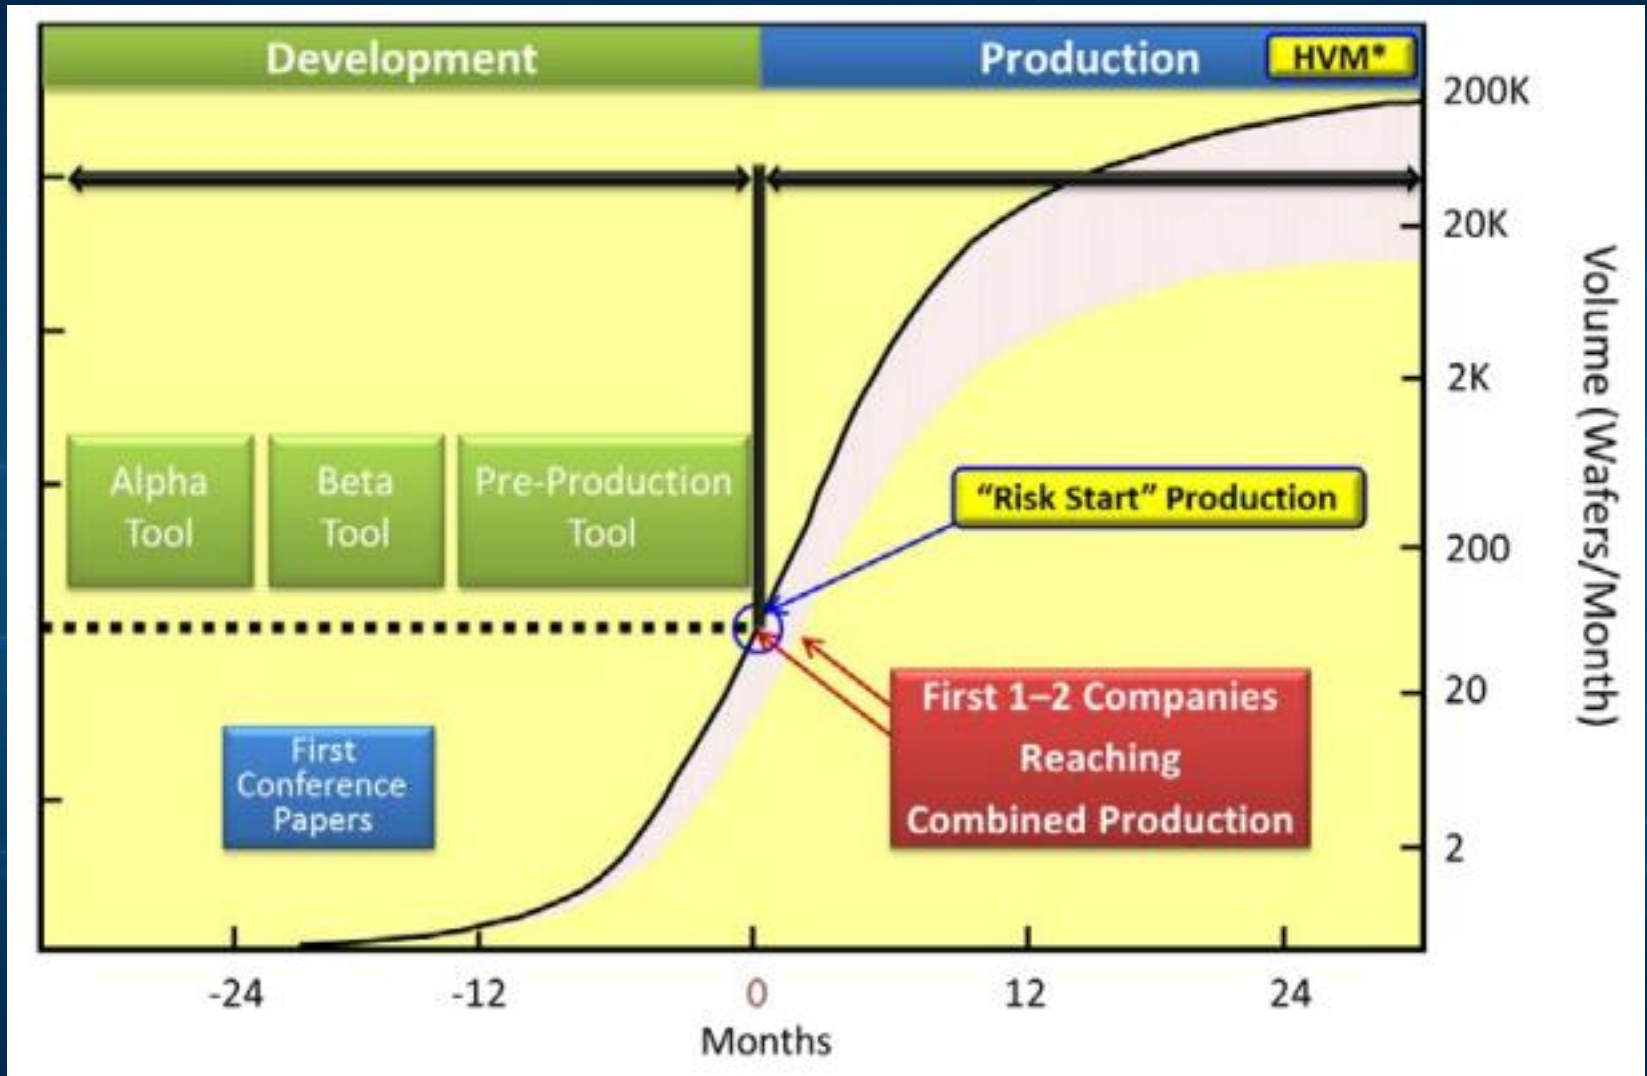 Development
Production
HVM*
200K
20K
2K
200
20
2
Volume (Wafers/Month)
Alpha
Tool
Beta
Tool
Pre-Production
Tool
“Risk Start” Production
First
Conference
Papers
First 1–2 Companies
Reaching
Combined Production
-24
-12
0
12
24
Months